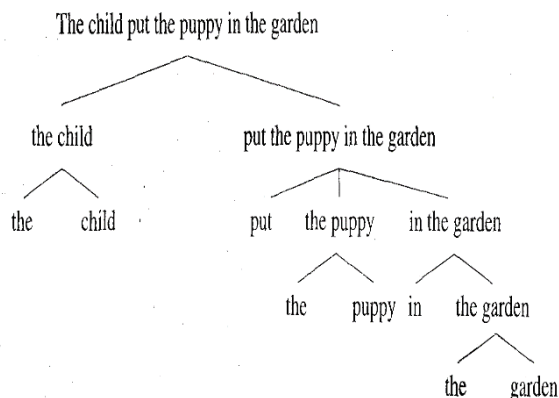 The child put the puppy in the garden
the child put the puppy in the garden
the child put the puppy in the garden
the puppy in the garden
the garden